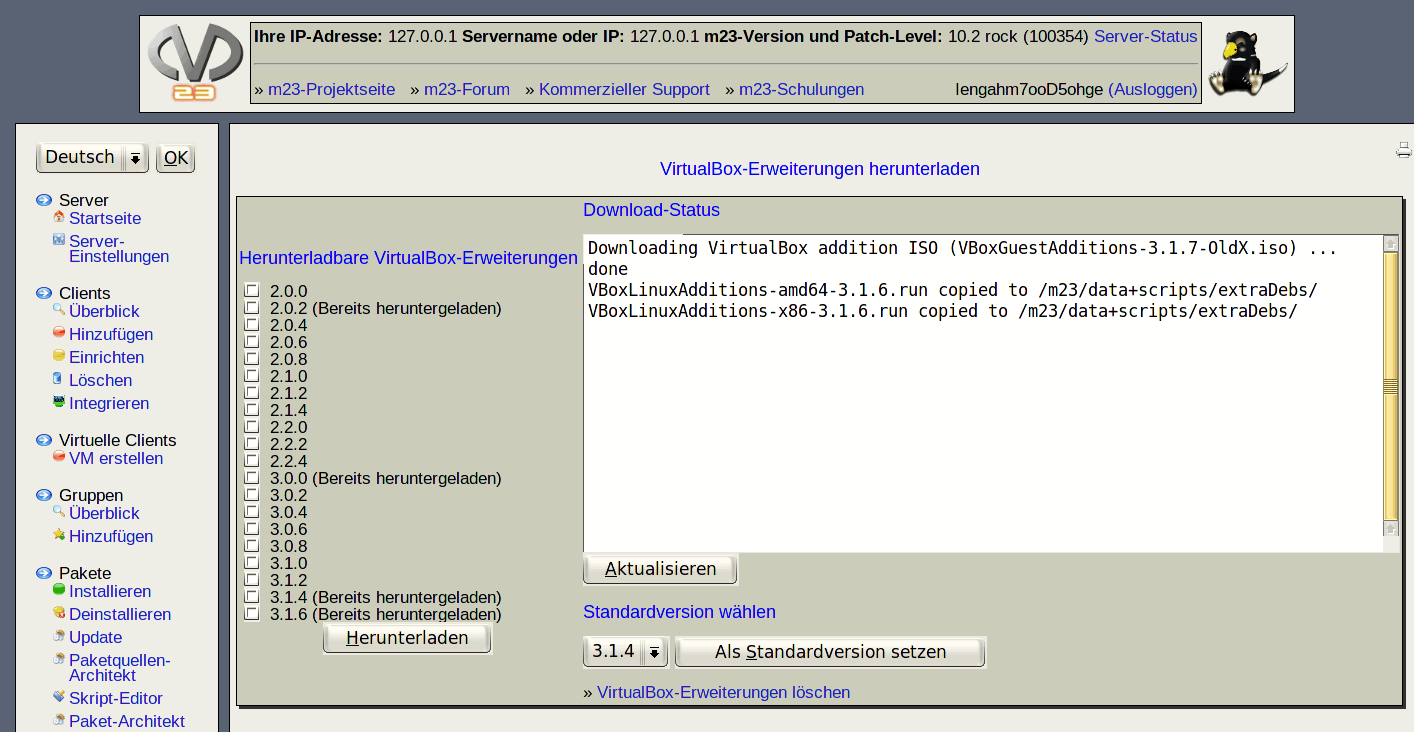 Ihre IP-Adresse: 127.0.0.1 Servername oder IP: 127.0.0.1 m23-Version und Patch-Level: 10.2 rock (100354) Server-Status
23
» m23-Projektseite » m23-Forum » Kommerzieller Support » m23-Schulungen Iengahm7ooD5ohge (Ausloggen)
Deutsch OK
Server
Startseite
Server-
Einstellungen
Clients
Überblick
Hinzufügen
Einrichten
Löschen
Integrieren
Virtuelle Clients
VM erstellen
Gruppen
Überblick
Hinzufügen
Pakete
Installieren
Deinstallieren
Update
Paketquellen-
Architekt
Skript-Editor
Paket-Architekt
VirtualBox-Erweiterungen herunterladen
Herunterladbare VirtualBox-Erweiterungen
2.0.0
2.0.2 (Bereits heruntergeladen)
2.0.4
2.0.6
2.0.8
2.1.0
2.1.2
2.1.4
2.2.0
2.2.2
2.2.4
3.0.0 (Bereits heruntergeladen)
3.0.2
3.0.4
3.0.6
3.0.8
3.1.0
3.1.2
3.1.4 (Bereits heruntergeladen)
3.1.6 (Bereits heruntergeladen)
Herunterladen
Download-Status
Downloading VirtualBox addition ISO (VBoxGuestAdditions-3.1.7-OldX.iso) ...
done
VBoxLinuxAdditions-amd64-3.1.6.run copied to /m23/data+scripts/extraDebs/
VBoxLinuxAdditions-x86-3.1.6.run copied to /m23/data+scripts/extraDebs/
Aktualisieren
Standardversion wählen
3.1.4 Als Standardversion setzen
» VirtualBox-Erweiterungen löschen